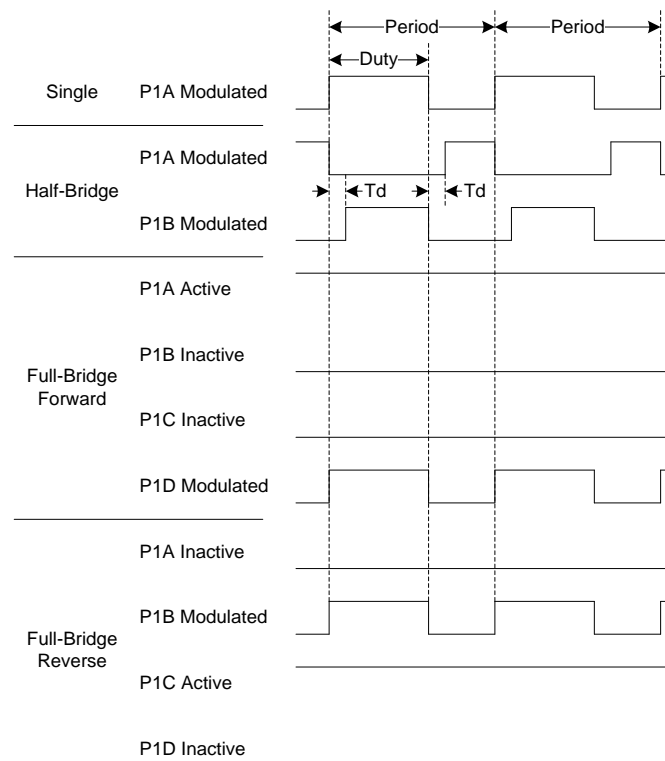 Period Period
Duty
Single P1A Modulated
P1A Modulated
Half-Bridge Td Td
P1B Modulated
P1A Active
P1B Inactive
Full-Bridge
Forward
P1C Inactive
P1D Modulated
P1A Inactive
P1B Modulated
Full-Bridge
Reverse
P1C Active
P1D Inactive